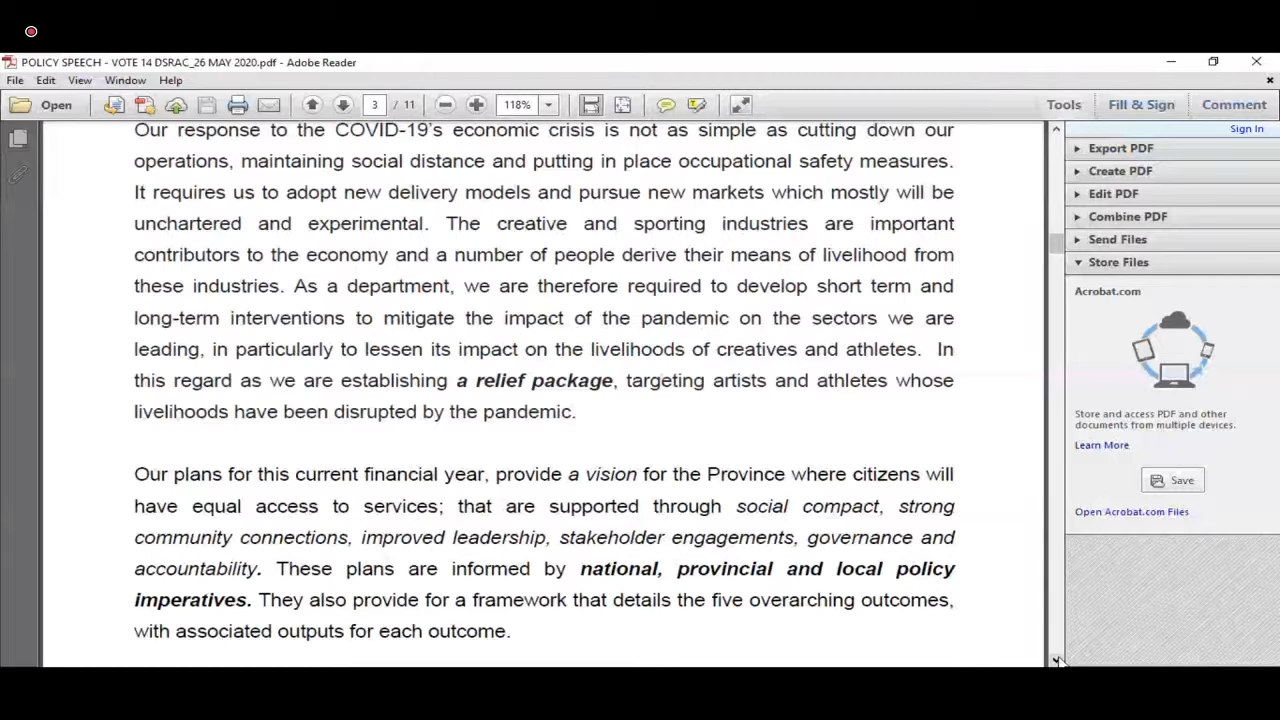 POLICY SPEECH - VOTE 14 DSRAC_26 MAY 2020.pdf - Adobe Reader
File Edit View Window Help
Open 3 / 11 118% Tools Fill & Sign Comment
Sign In
Export PDF
Create PDF
Edit PDF
Combine PDF
Send Files
Store Files
Acrobat.com
Store and access PDF and other
documents from multiple devices.
Learn More
Save
Open Acrobat.com Files
Our response to the COVID-19's economic crisis is not as simple as cutting down our
operations, maintaining social distance and putting in place occupational safety measures.
It requires us to adopt new delivery models and pursue new markets which mostly will be
unchartered and experimental. The creative and sporting industries are important
contributors to the economy and a number of people derive their means of livelihood from
these industries. As a department, we are therefore required to develop short term and
long-term interventions to mitigate the impact of the pandemic on the sectors we are
leading, in particularly to lessen its impact on the livelihoods of creatives and athletes. In
this regard as we are establishing a relief package, targeting artists and athletes whose
livelihoods have been disrupted by the pandemic.
Our plans for this current financial year, provide a vision for the Province where citizens will
have equal access to services; that are supported through social compact, strong
community connections, improved leadership, stakeholder engagements, governance and
accountability. These plans are informed by national, provincial and local policy
imperatives. They also provide for a framework that details the five overarching outcomes,
with associated outputs for each outcome.